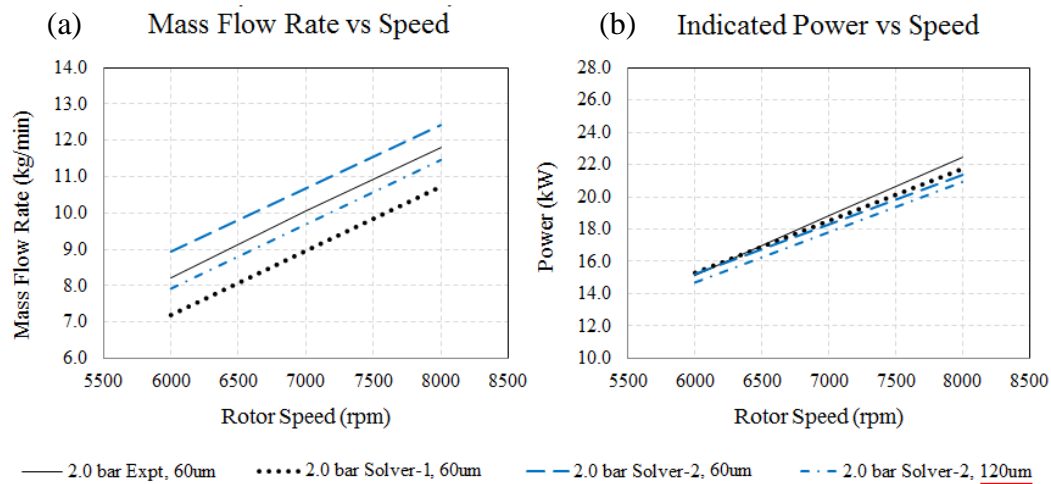 (a) Mass Flow Rate vs Speed
Mass Flow Rate (kg/min)
14.0
13.0
12.0
11.0
10.0
9.0
8.0
7.0
6.0
5500 6000 6500 7000 7500 8000 8500
Rotor Speed (rpm)
(b) Indicated Power vs Speed
Power (kW)
28.0
26.0
24.0
22.0
20.0
18.0
16.0
14.0
12.0
10.0
5500 6000 6500 7000 7500 8000 8500
Rotor Speed (rpm)
2.0 bar Expt, 60um 2.0 bar Solver-1, 60um 2.0 bar Solver-2, 60um 2.0 bar Solver-2, 120um